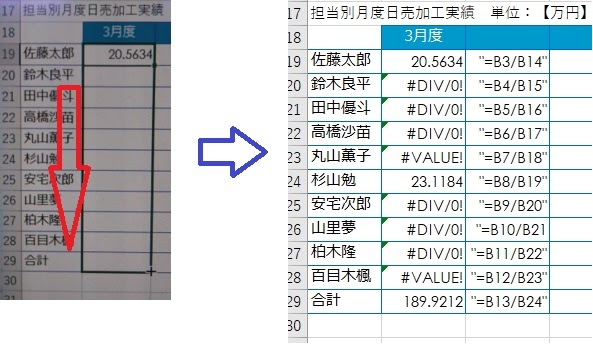 17 担当別月度日売加工実績
18 3月度
19 佐藤太郎 20.5634
20 鈴木良平
21 田中優斗
22 高橋沙苗
23 丸山薫子
24 杉山勉
25 安宅次郎
26 山里夢
27 柏木隆
28 百目木楓
29 合計
30
31
17 担当別月度日売加工実績 単位：【万円】
18 3月度
19 佐藤太郎 20.5634 "=B3/B14"
20 鈴木良平 #DIV/0! "=B4/B15"
21 田中優斗 #DIV/0! "=B5/B16"
22 高橋沙苗 #DIV/0! "=B6/B17"
23 丸山薫子 #VALUE! "=B7/B18"
24 杉山勉 23.1184 "=B8/B19"
25 安宅次郎 #DIV/0! "=B9/B20"
26 山里夢 #DIV/0! "=B10/B21
27 柏木隆 #DIV/0! "=B11/B22"
28 百目木楓 #VALUE! "=B12/B23"
29 合計 189.9212 "=B13/B24"
30